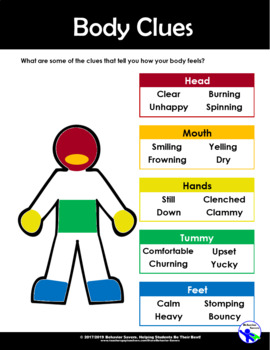 Body Clues
What are some of the clues that tell you how your body feels?
Head
Clear Burning
Unhappy Spinning
Mouth
Smiling Yelling
Frowning Dry
Hands
Still Clenched
Down Clammy
Tummy
Comfortable Upset
Churning Yucky
Feet
Calm Stomping
Heavy Bouncy
© 2017/2019 Behavior Savers, Helping Students Be Their Best!